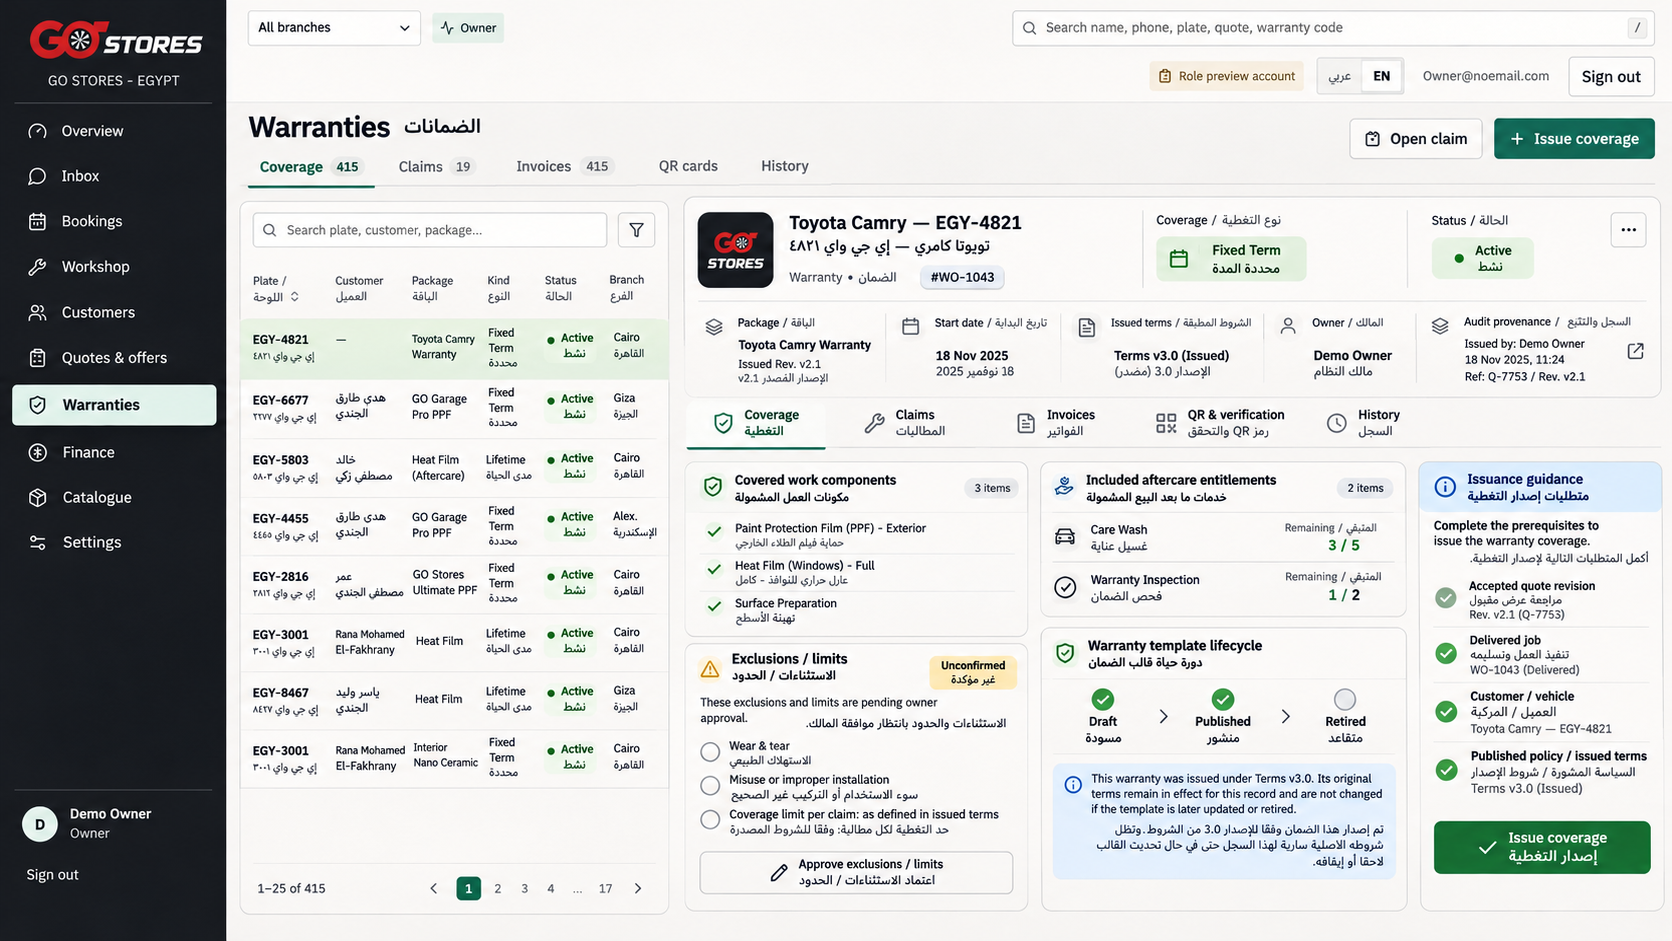 GO STORES
GO STORES - EGYPT
Overview
Inbox
Bookings
Workshop
Customers
Quotes & offers
Warranties
Finance
Catalogue
Settings
D
Demo Owner
Owner
Sign out
All branches
Owner
Search name, phone, plate, quote, warranty code
/
Role preview account
عربي
EN
Owner@noemail.com
Sign out
Warranties الضمانات
Open claim
+ Issue coverage
Coverage 415
Claims 19
Invoices 415
QR cards
History
Search plate, customer, package...
Plate /
اللوحة
Customer
العميل
Package
الباقة
Kind
النوع
Status
الحالة
Branch
الفرع
EGY-4821
إي جي واي ٤٨٢١
—
Toyota Camry
Warranty
Fixed
Term
محددة
Active
نشط
Cairo
القاهرة
EGY-6677
هدي طارق
الجندي
GO Garage
Pro PPF
Fixed
Term
محددة
Active
نشط
Giza
الجيزة
EGY-5803
إي جي واي ٥٨٠٣
خالد
مصطفى زكي
Heat Film
(Aftercare)
Lifetime
مدى الحياة
Active
نشط
Cairo
القاهرة
EGY-4455
إي جي واي ٤٤٥٥
هدي طارق
الجندي
GO Garage
Pro PPF
Fixed
Term
محددة
Active
نشط
Alex.
الإسكندرية
EGY-2816
عمر
مصطفى الجندي
GO Stores
Ultimate PPF
Fixed
Term
محددة
Active
نشط
Cairo
القاهرة
EGY-3001
إي جي واي ٣٠٠١
Rana Mohamed
El-Fakhrany
Heat Film
Lifetime
مدى الحياة
Active
نشط
Cairo
القاهرة
EGY-8467
ياسر وليد
الجندي
Heat Film
Lifetime
مدى الحياة
Active
نشط
Giza
الجيزة
EGY-3001
إي جي واي ٣٠٠١
Rana Mohamed
El-Fakhrany
Interior
Nano Ceramic
Fixed
Term
محددة
Active
نشط
Cairo
القاهرة
1–25 of 415
1 2 3 4 ... 17
GO STORES
Toyota Camry — EGY-4821
تويوتا كامري — إي جي واي ٤٨٢١
Warranty • الضمان #WO-1043
Coverage / نوع التغطية
Fixed Term
محددة المدة
Status / الحالة
Active
نشط
Package / الباقة
Toyota Camry Warranty
Issued Rev. v2.1
Start date / تاريخ البداية
18 Nov 2025
18 نوفمبر 2025
Issued terms / الشروط المطبقة
Terms v3.0 (Issued)
الإصدار 3.0 (مصدر)
Owner / المالك
Demo Owner
مالك النظام
Audit provenance / السجل والتتبع
Issued by: Demo Owner
18 Nov 2025, 11:24
Ref: Q-7753 / Rev. v2.1
Coverage
التغطية
Claims
المطالبات
Invoices
الفواتير
QR & verification
رمز QR والتحقق
History
السجل
Covered work components
مكونات العمل المشمولة
3 items
Paint Protection Film (PPF) - Exterior
حماية فيلم الطلاء الخارجي
Heat Film (Windows) - Full
عازل حراري للنوافذ - كامل
Surface Preparation
تهيئة الأسطح
Exclusions / limits
الاستثناءات / الحدود
Unconfirmed
غير مؤكدة
These exclusions and limits are pending owner
approval.
الاستثناءات والحدود بانتظار موافقة المالك.
Wear & tear
الاستهلاك الطبيعي
Misuse or improper installation
سوء الاستخدام أو التركيب غير الصحيح
Coverage limit per claim: as defined in issued terms
حد التغطية لكل مطالبة: وفقًا للشروط المصدرة
Approve exclusions / limits
اعتماد الاستثناءات / الحدود
Included aftercare entitlements
خدمات ما بعد البيع المشمولة
2 items
Care Wash
غسيل عناية
Remaining / المتبقي
3 / 5
Warranty Inspection
فحص الضمان
Remaining / المتبقي
1 / 2
Warranty template lifecycle
دورة حياة قالب الضمان
Draft
مسودة
Published
منشور
Retired
متقاعد
This warranty was issued under Terms v3.0. Its original
terms remain in effect for this record and are not changed
if the template is later updated or retired.
تم إصدار هذا الضمان وفقًا للإصدار 3.0 من الشروط. وتظل
شروطه الأصلية سارية لهذا السجل حتى في حال تحديث القالب
لاحقا أو إيقافه.
Issuance guidance
متطلبات إصدار التغطية
Complete the prerequisites to
issue the warranty coverage.
أكمل المتطلبات التالية لإصدار التغطية.
Accepted quote revision
مراجعة عرض مقبول
Rev. v2.1 (Q-7753)
Delivered job
تنفيذ العمل وتسليمه
WO-1043 (Delivered)
Customer / vehicle
العميل / المركبة
Toyota Camry — EGY-4821
Published policy / issued terms
السياسة المشورة / شروط الإصدار
Terms v3.0 (Issued)
Issue coverage
إصدار التغطية